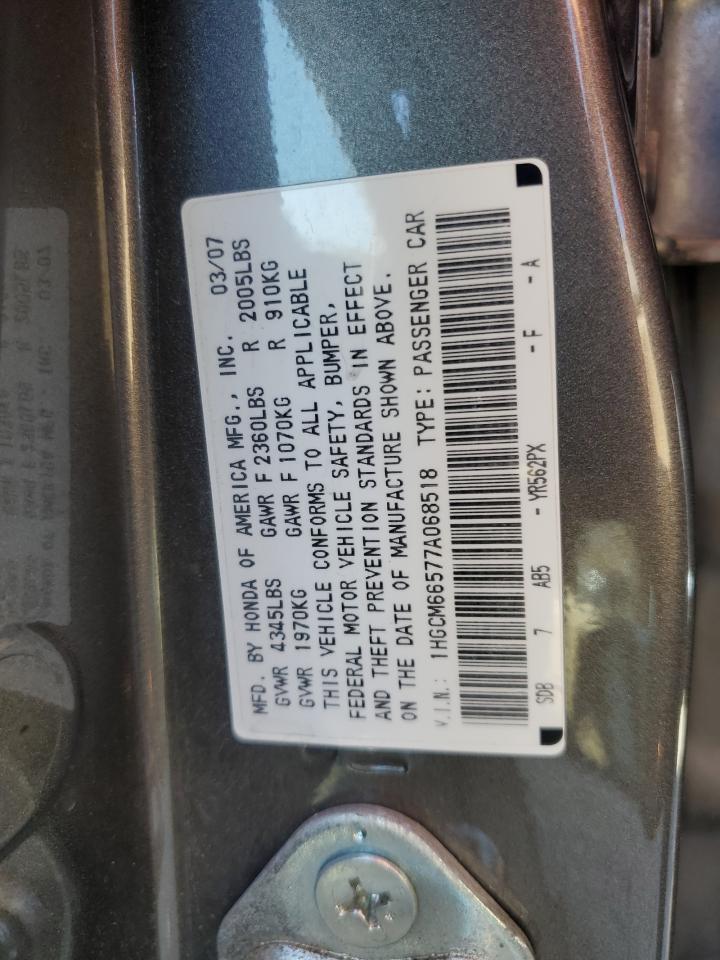 MFD. BY HONDA OF AMERICA MFG., INC. 03/07
GVWR 4345LBS GAWR F 2360LBS R 2005LBS
GVWR 1970KG GAWR F 1070KG R 910KG
THIS VEHICLE CONFORMS TO ALL APPLICABLE
FEDERAL MOTOR VEHICLE SAFETY, BUMPER,
AND THEFT PREVENTION STANDARDS IN EFFECT
ON THE DATE OF MANUFACTURE SHOWN ABOVE.
V.I.N.: 1HGCM66577A068518 TYPE: PASSENGER CAR
SDB 7 AB5 - YR562PX - F - A